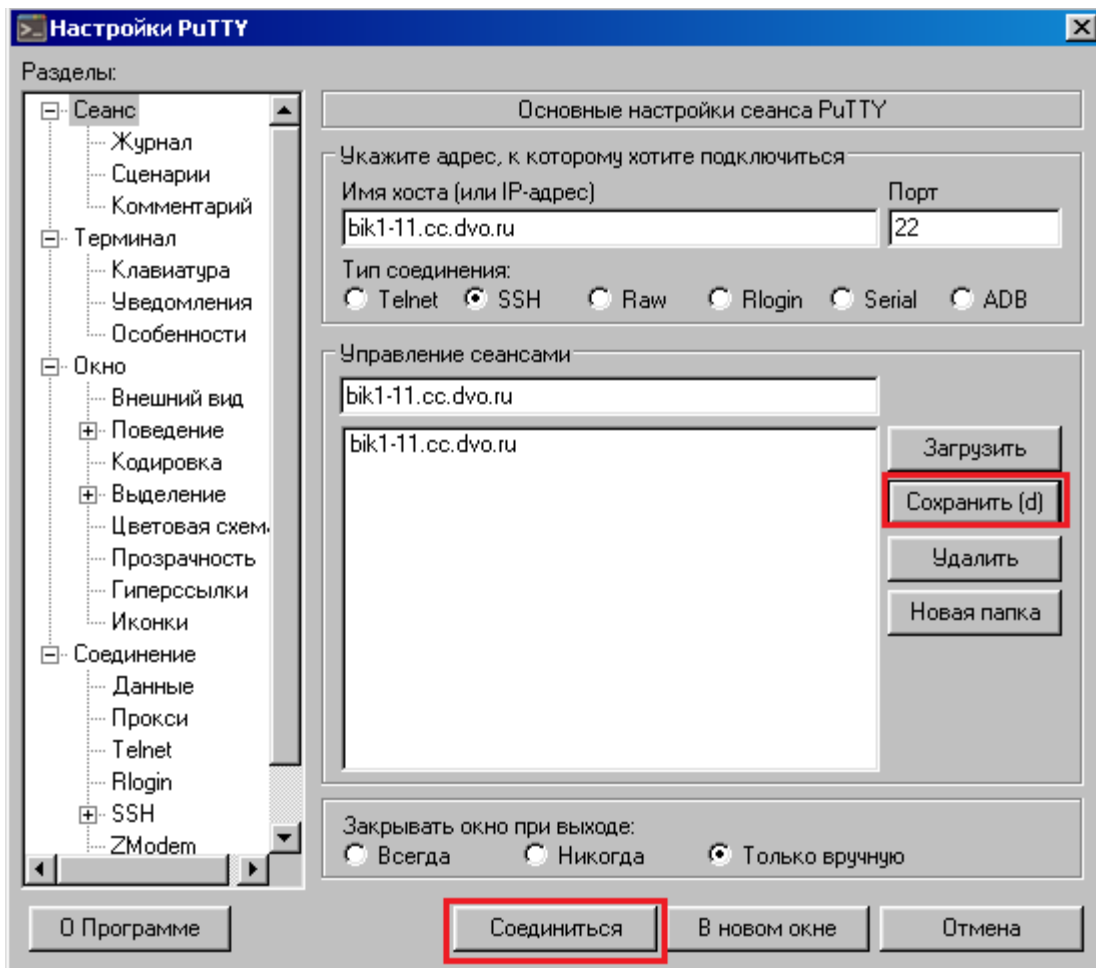 Настройки PuTTY
Разделы:
Сеанс
Журнал
Сценарии
Комментарий
Терминал
Клавиатура
Уведомления
Особенности
Окно
Внешний вид
Поведение
Кодировка
Выделение
Цветовая схем
Прозрачность
Гиперссылки
Иконки
Соединение
Данные
Прокси
Telnet
Rlogin
SSH
ZModem
Основные настройки сеанса PuTTY
Укажите адрес, к которому хотите подключиться
Имя хоста (или IP-адрес) Порт
bik1-11.cc.dvo.ru 22
Тип соединения:
Telnet SSH Raw Rlogin Serial ADB
Управление сеансами
bik1-11.cc.dvo.ru
bik1-11.cc.dvo.ru
Загрузить
Сохранить (d)
Удалить
Новая папка
Закрывать окно при выходе:
Всегда Никогда Только вручную
О Программе Соединиться В новом окне Отмена